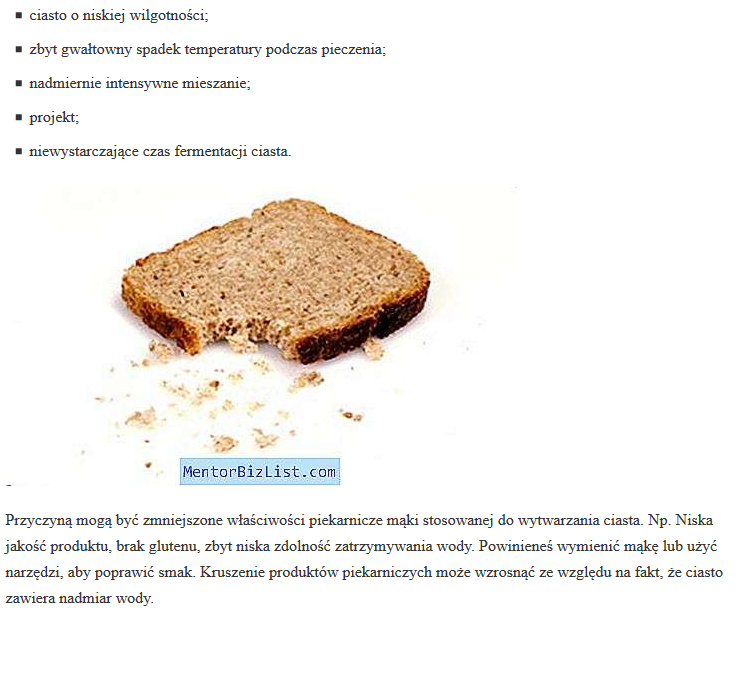 ciasto o niskiej wilgotności;
zbyt gwałtowny spadek temperatury podczas pieczenia;
nadmiernie intensywne mieszanie;
projekt;
niewystarczające czas fermentacji ciasta.
MentorBizList.com
Przyczyną mogą być zmniejszone właściwości piekarnicze mąki stosowanej do wytwarzania ciasta. Np. Niska
jakość produktu, brak glutenu, zbyt niska zdolność zatrzymywania wody. Powinieneś wymienić mąkę lub użyć
narzędzi, aby poprawić smak. Kruszenie produktów piekarniczych może wzrosnąć ze względu na fakt, że ciasto
zawiera nadmiar wody.